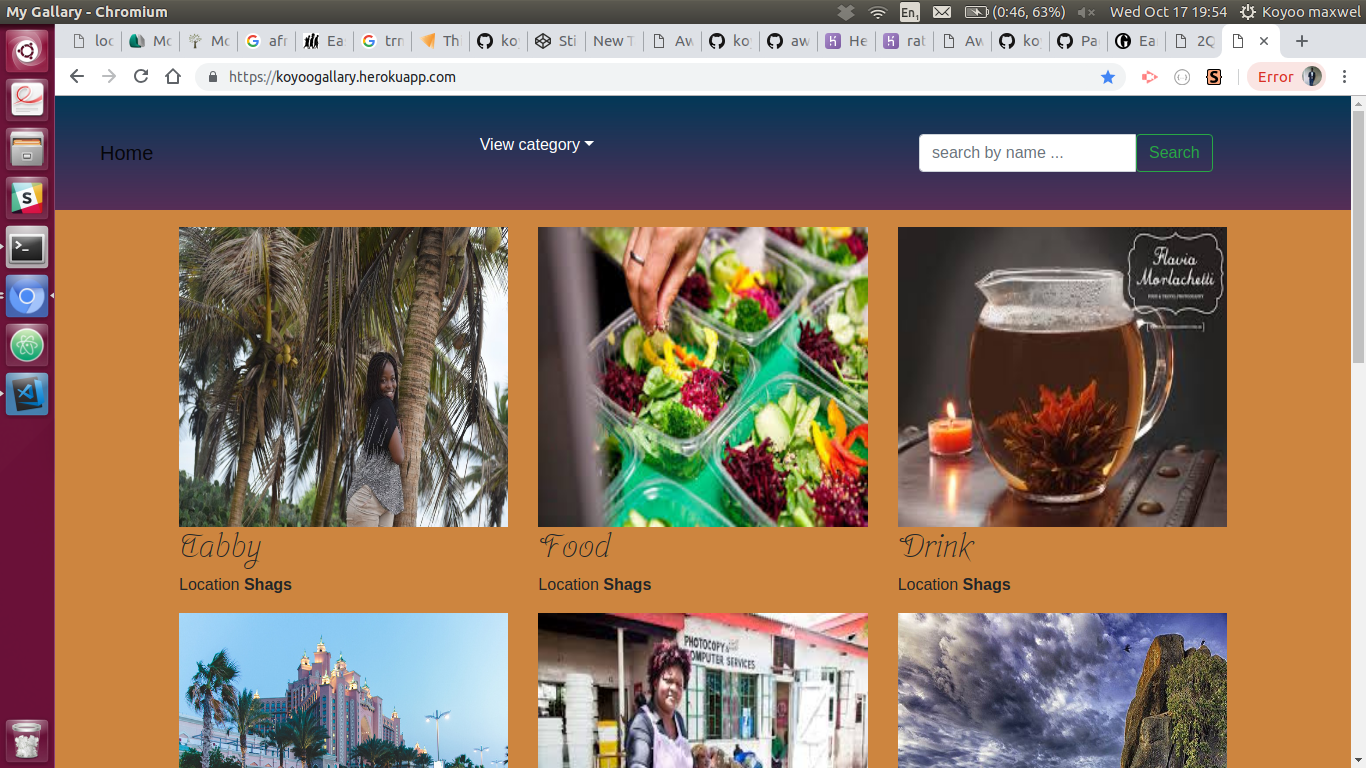 My Gallary - Chromium
En1
(0:46, 63%)
Wed Oct 17 19:54
Koyoo maxwel
loc
Mc
Mc
afr
Ea
trn
Th
ko
Sti
New T
Aw
ko
aw
He
rat
Aw
ko
Pa
Ea
2Q
https://koyoogallary.herokuapp.com
S
Error
Home
View category
search by name ...
Search
Flavia
Morlachetti
Tabby
Food
Drink
Location Shags
Location Shags
Location Shags
PHOTOCOPY &
COMPUTER SERVICES